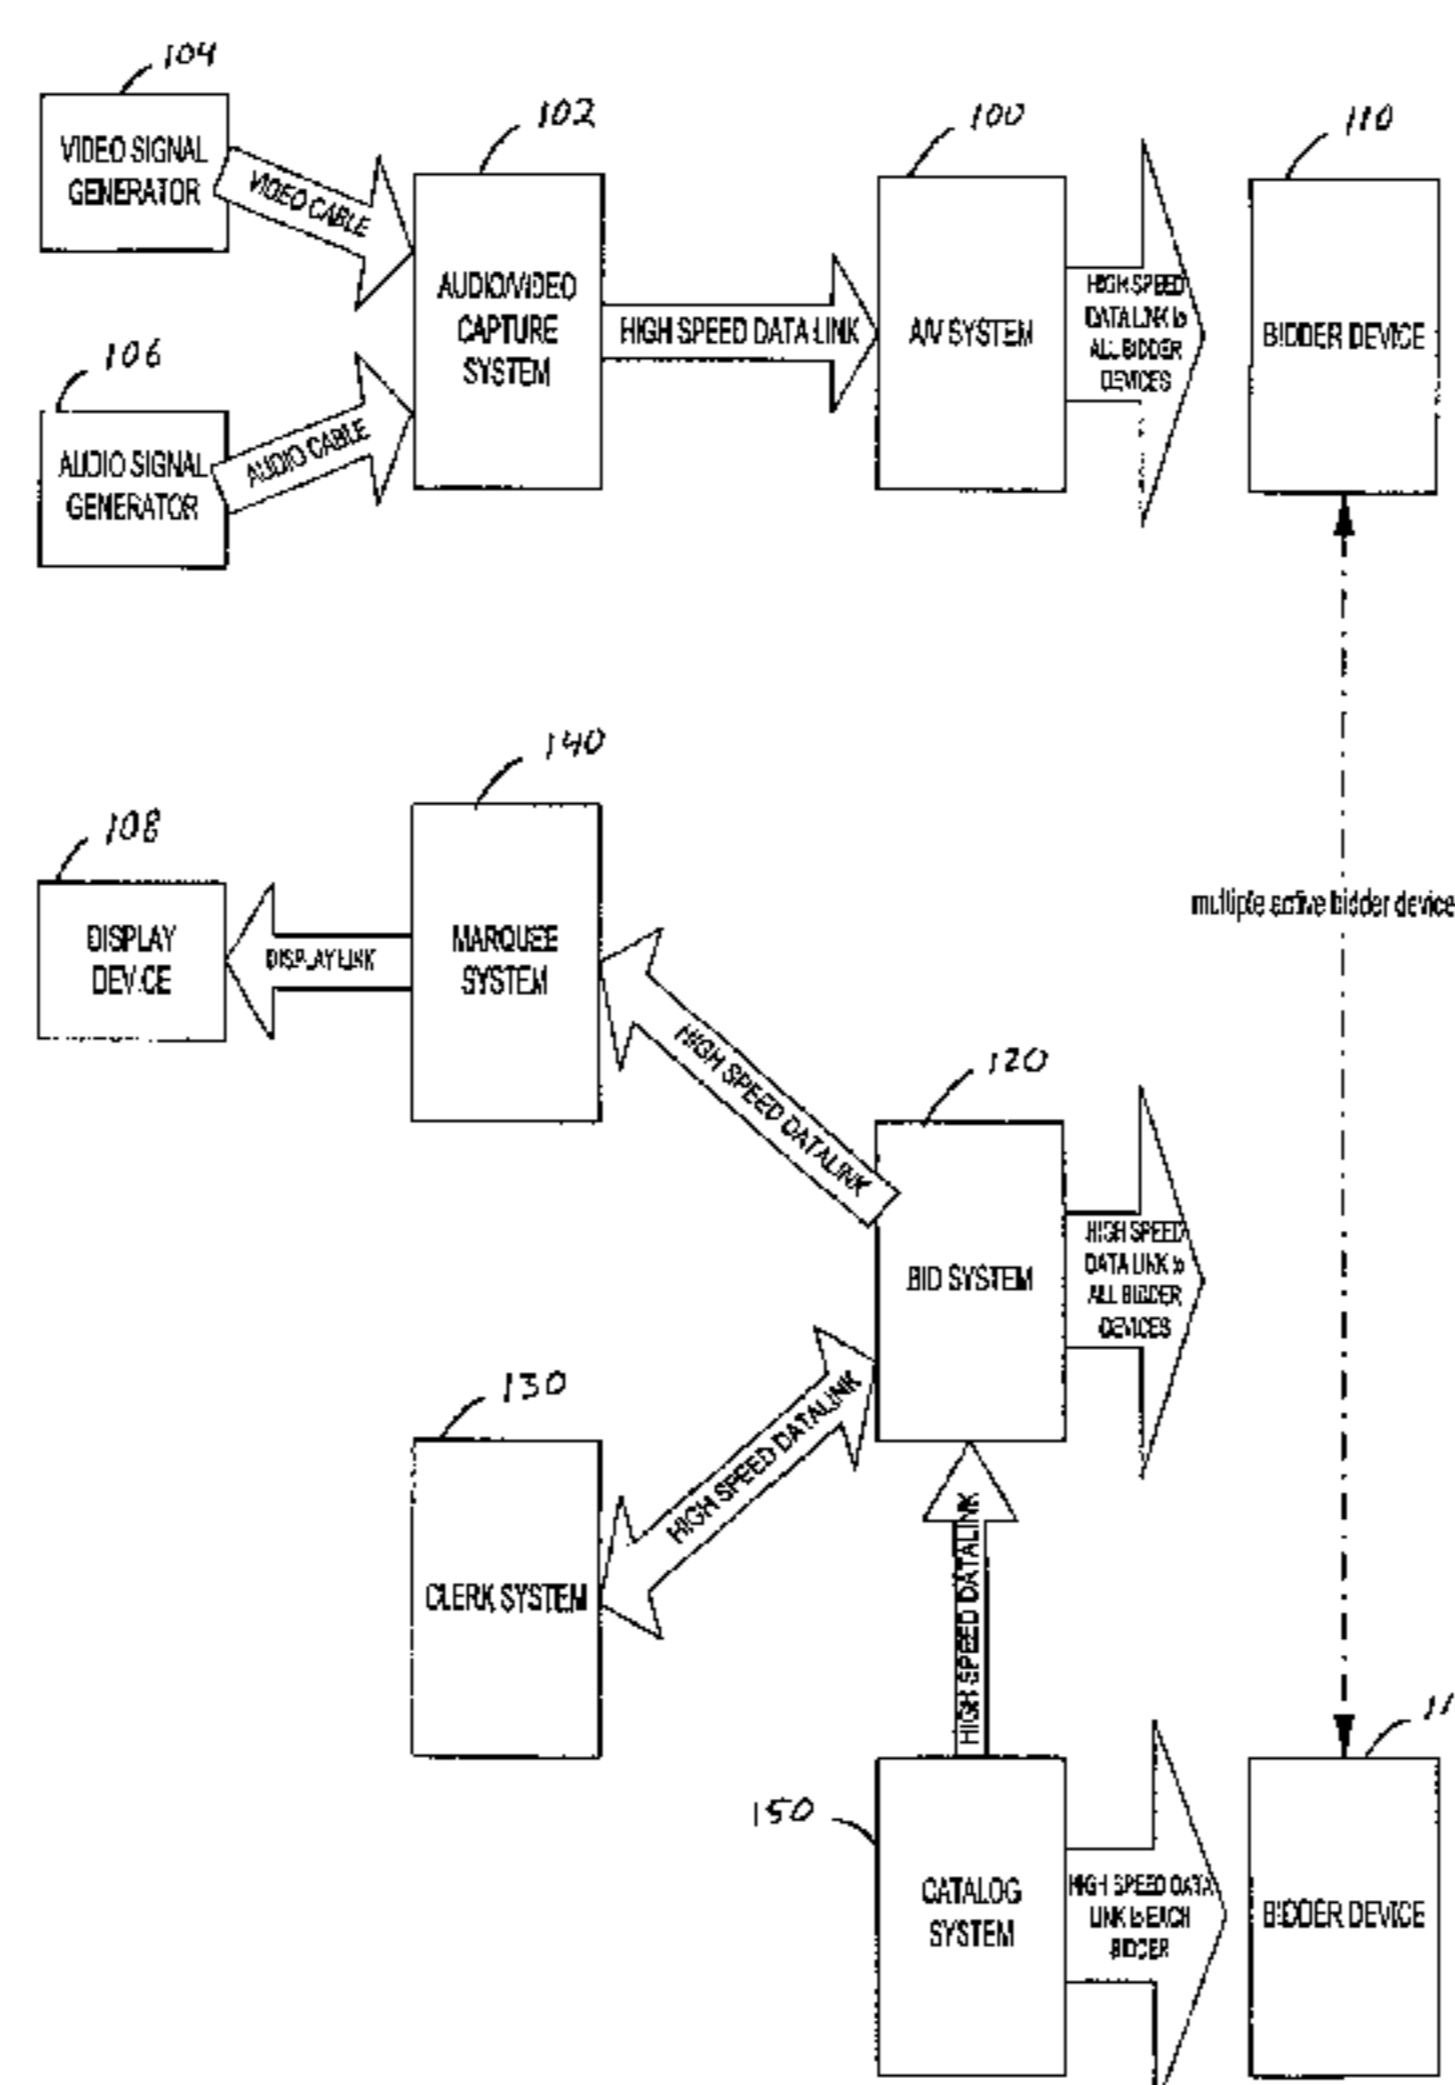 104
VIDEO SIGNAL
GENERATOR
VIDEO CABLE
102
AUDIO/VIDEO
CAPTURE
SYSTEM
106
AUDIO SIGNAL
GENERATOR
AUDIO CABLE
HIGH SPEED DATA LINK
100
A/V SYSTEM
HIGH SPEED
DATA LINK to
ALL BIDDER
DEVICES
110
BIDDER DEVICE
multiple active bidder device
140
MARQUEE
SYSTEM
108
DISPLAY
DEVICE
DISPLAY LINK
HIGH SPEED DATALINK
120
BID SYSTEM
HIGH SPEED
DATA LINK to
ALL BIDDER
DEVICES
130
CLERK SYSTEM
HIGH SPEED DATALINK
HIGH SPEED DATALINK
150
CATALOG
SYSTEM
HIGH SPEED DATA
LINK to EACH
BIDDER
11
BIDDER DEVICE